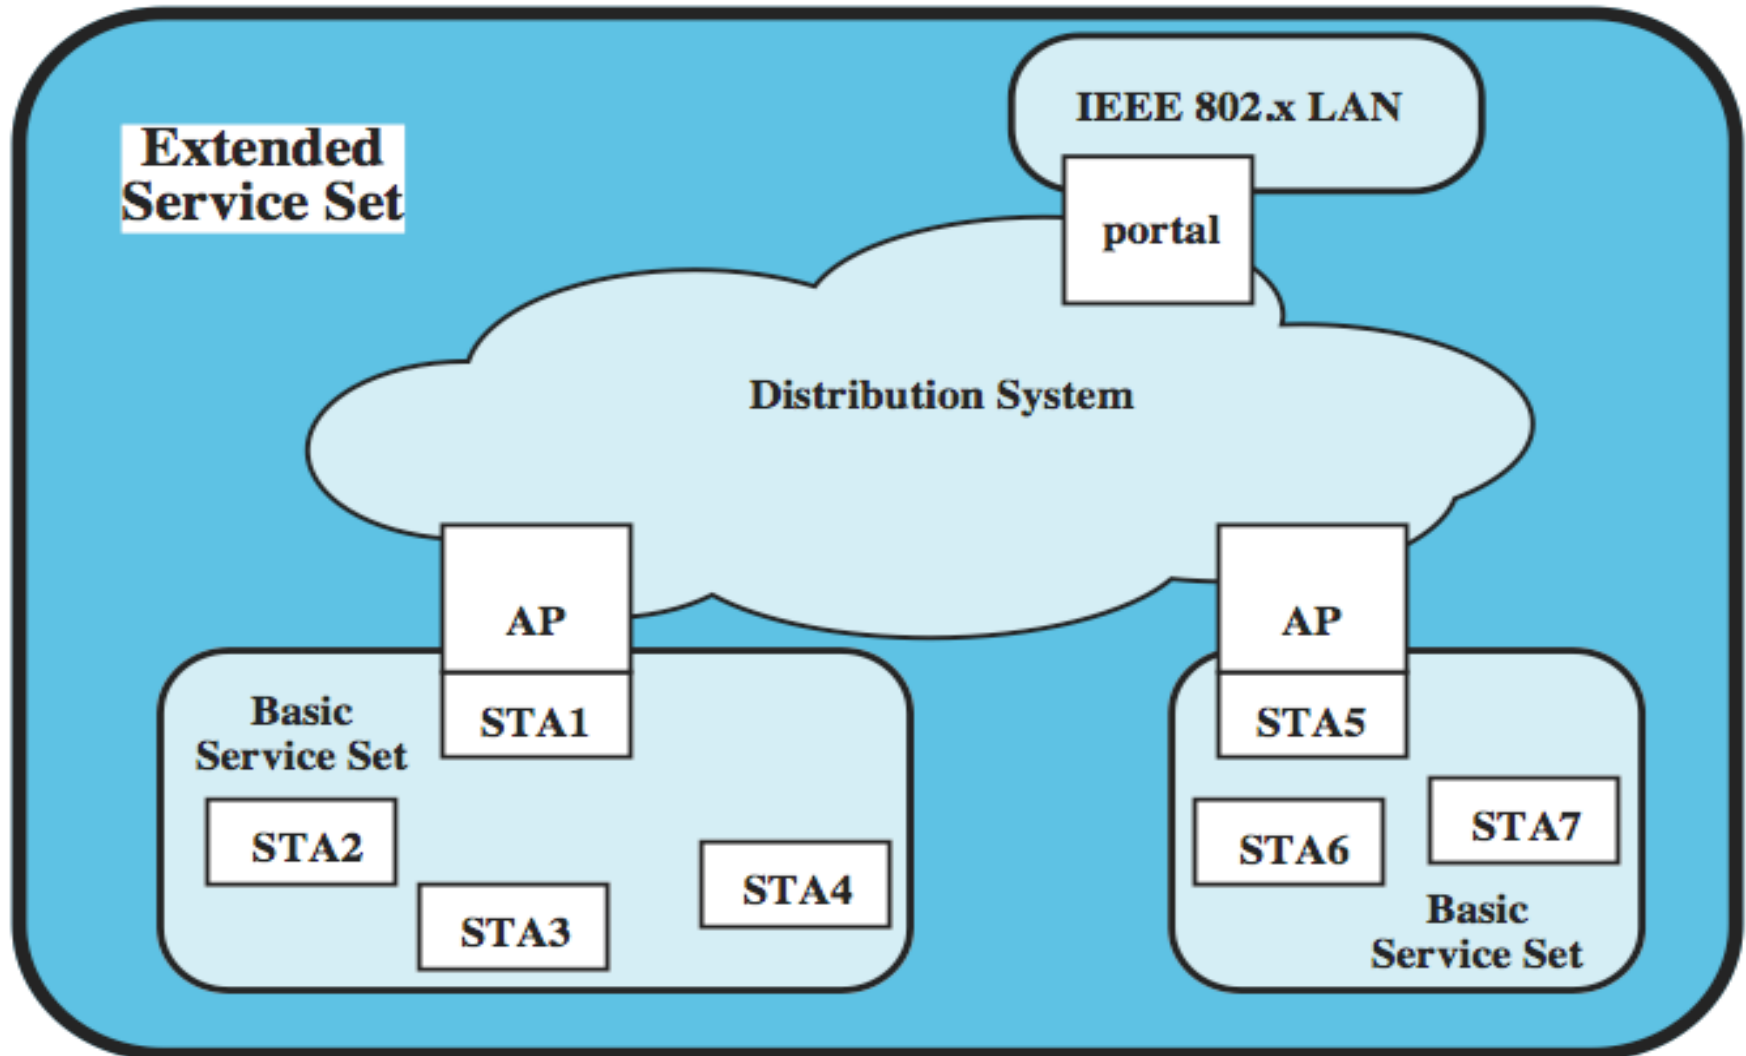 IEEE 802.x LAN
Extended
Service Set
portal
Distribution System
AP
AP
STA1
STA5
Basic
Service Set
STA2
STA3
STA4
STA6
STA7
Basic
Service Set